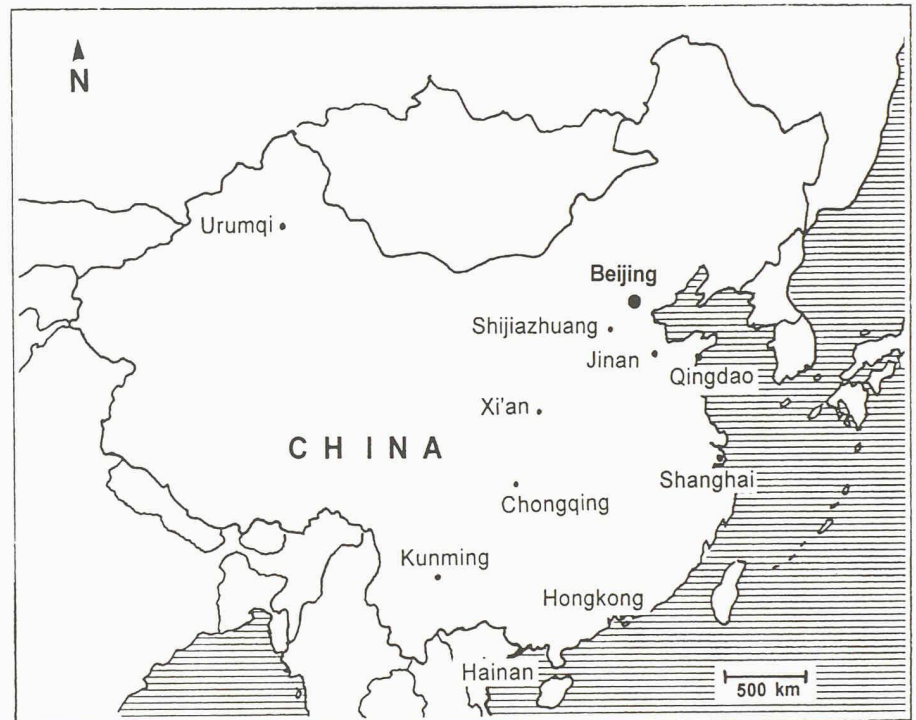 N
Urumqi
Beijing
Shijiazhuang
Jinan
Qingdao
Xi'an
CHINA
Shanghai
Chongqing
Kunming
Hongkong
Hainan
500 km